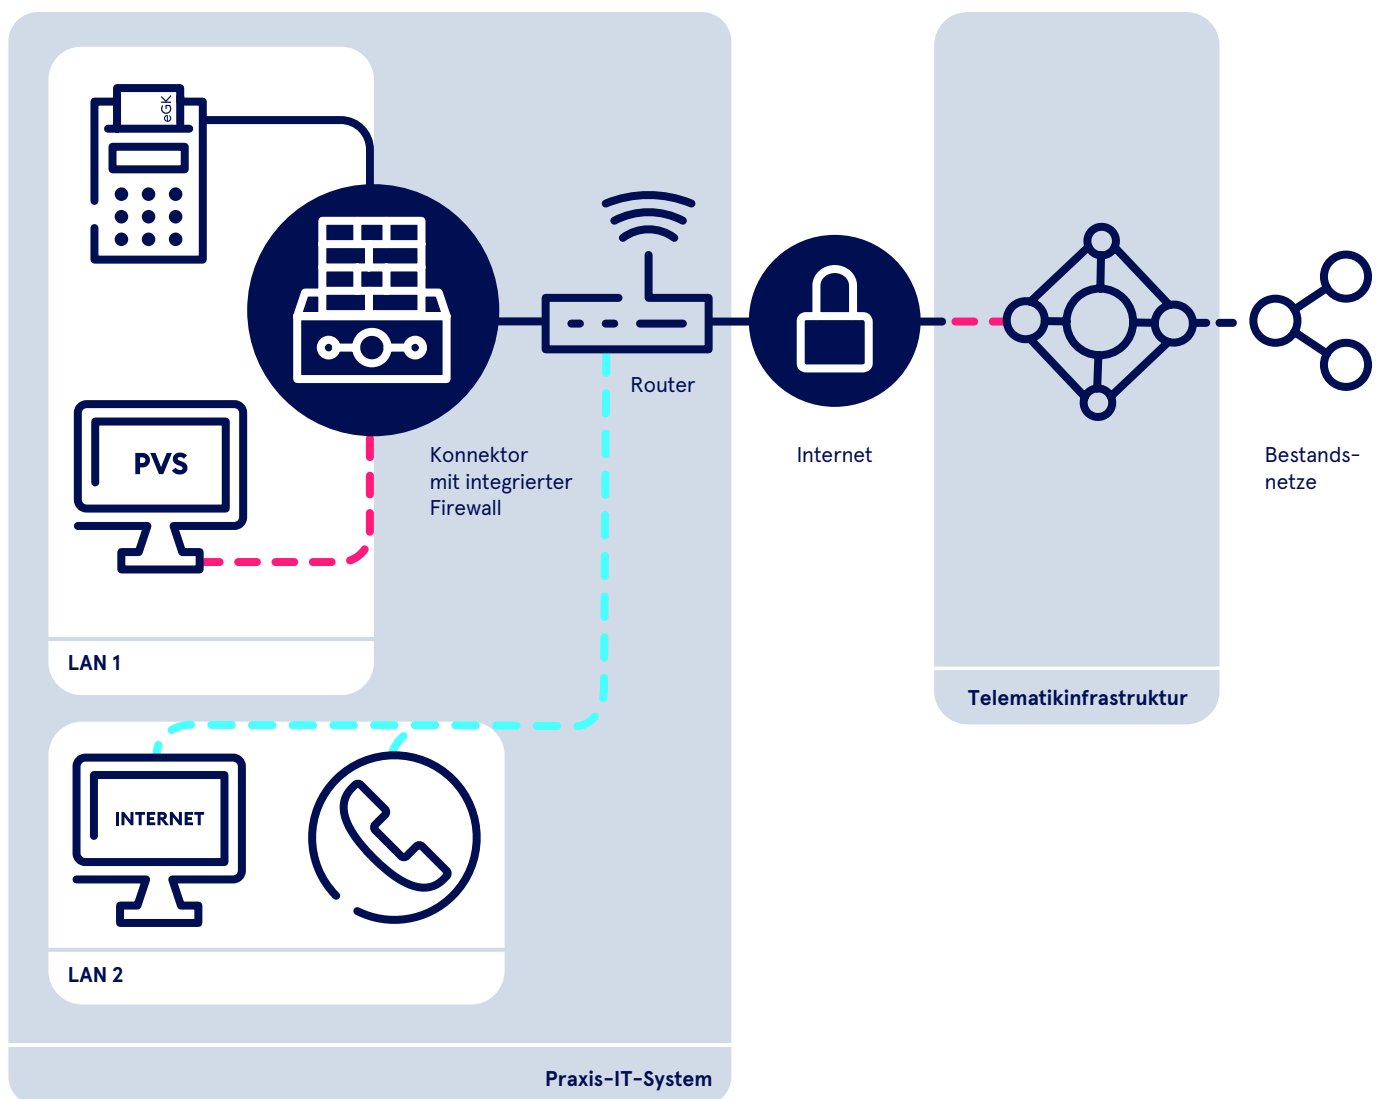 eGK
PVS
LAN 1
Konnektor
mit integrierter
Firewall
Router
Internet
Telematikinfrastruktur
Bestands-
netze
INTERNET
LAN 2
Praxis-IT-System